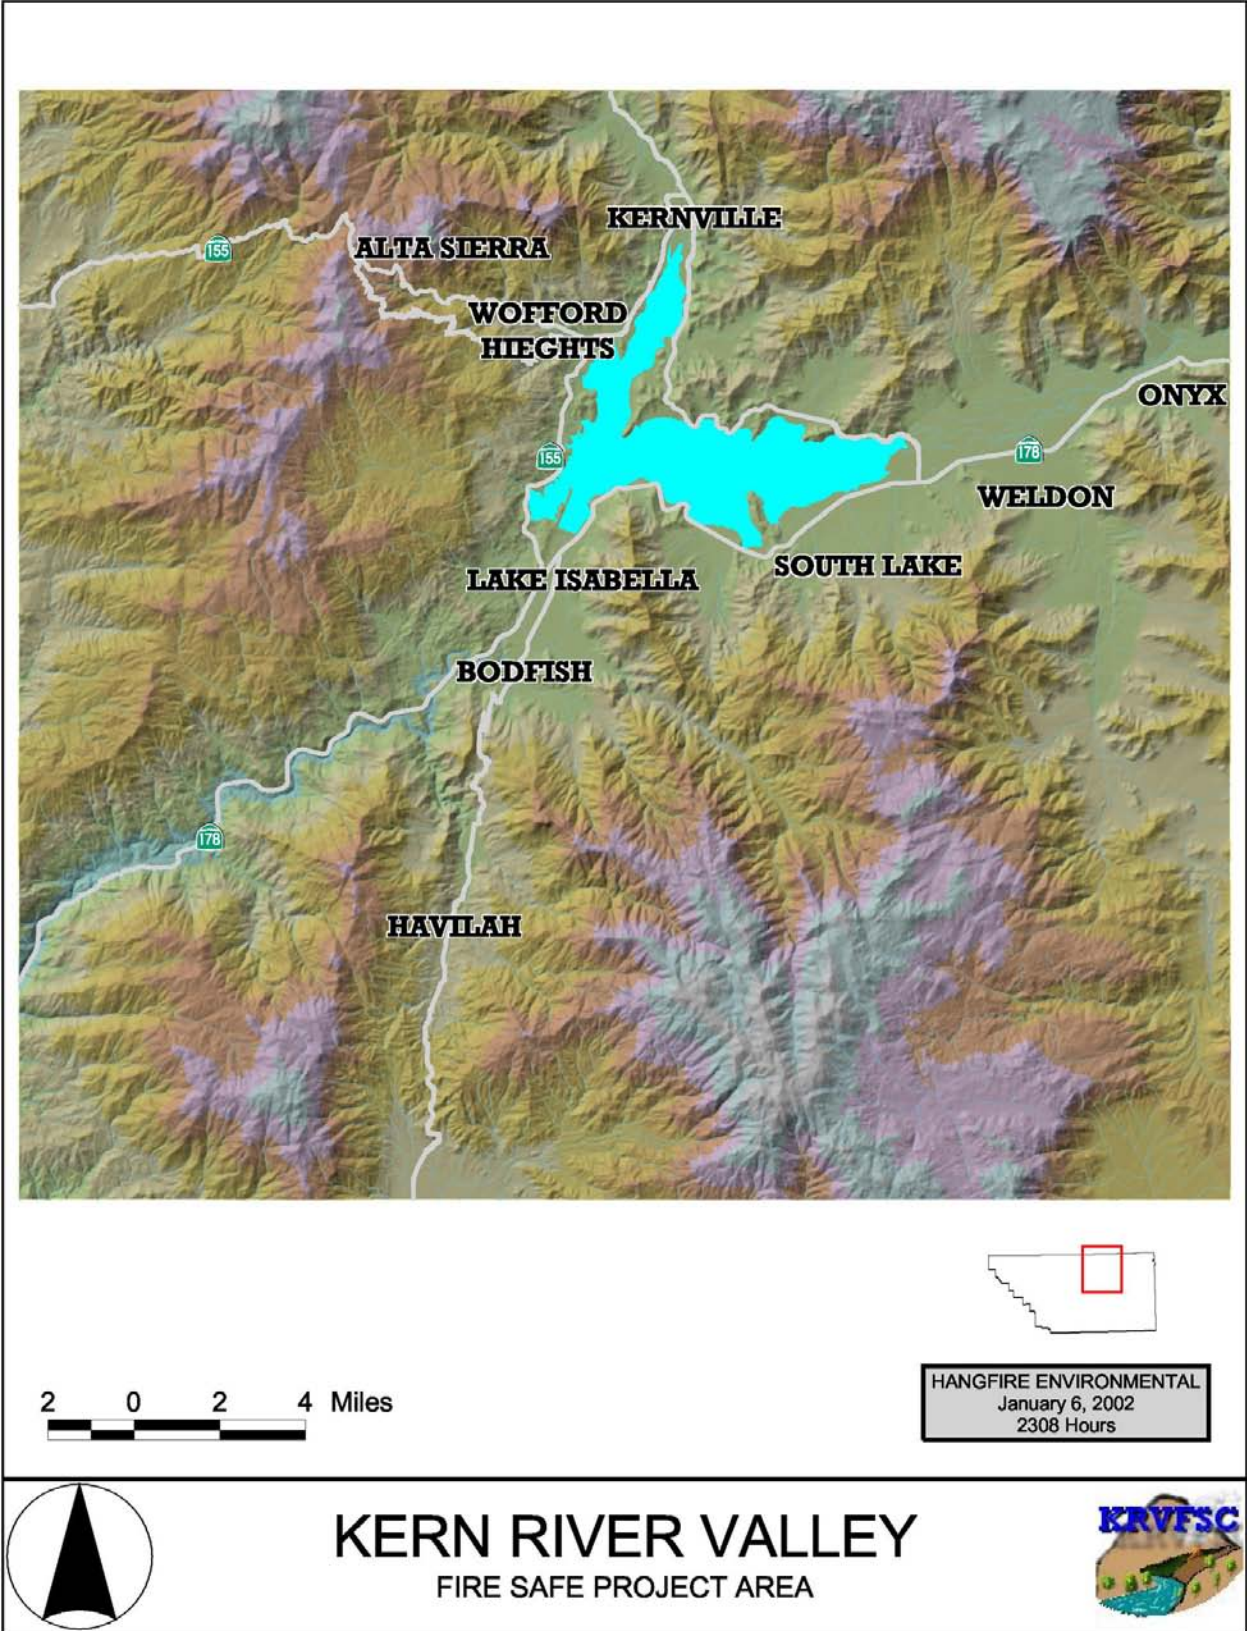 KERNVILLE
155
ALTA SIERRA
WOFFORD
HIEGHTS
ONYX
155
178
WELDON
SOUTH LAKE
LAKE ISABELLA
BODFISH
178
HAVILAH
2 0 2 4 Miles
HANGFIRE ENVIRONMENTAL
January 6, 2002
2308 Hours
KERN RIVER VALLEY
FIRE SAFE PROJECT AREA
KRVFSC